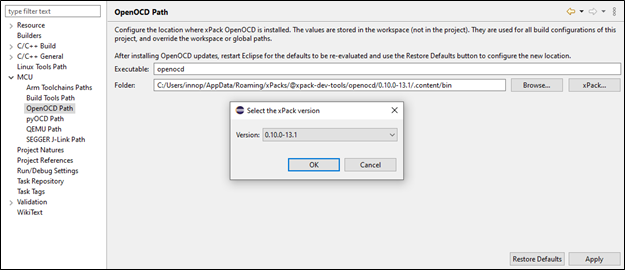 type filter text
Resource
Builders
C/C++ Build
C/C++ General
Linux Tools Path
MCU
Arm Toolchains Paths
Build Tools Path
OpenOCD Path
pyOCD Path
QEMU Path
SEGGER J-Link Path
Project Natures
Project References
Run/Debug Settings
Task Repository
Task Tags
Validation
WikiText
OpenOCD Path
Configure the location where xPack OpenOCD is installed. The values are stored in the workspace (not in the project). They are used for all build configurations of this
project, and override the workspace or global paths.
After installing OpenOCD updates, restart Eclipse for the defaults to be re-evaluated and use the Restore Defaults button to configure the new location.
Executable: openocd
Folder: C:/Users/innop/AppData/Roaming/xPacks/@xpack-dev-tools/openocd/0.10.0-13.1/.content/bin Browse... xPack...
Select the xPack version
Version: 0.10.0-13.1
OK Cancel
Restore Defaults Apply